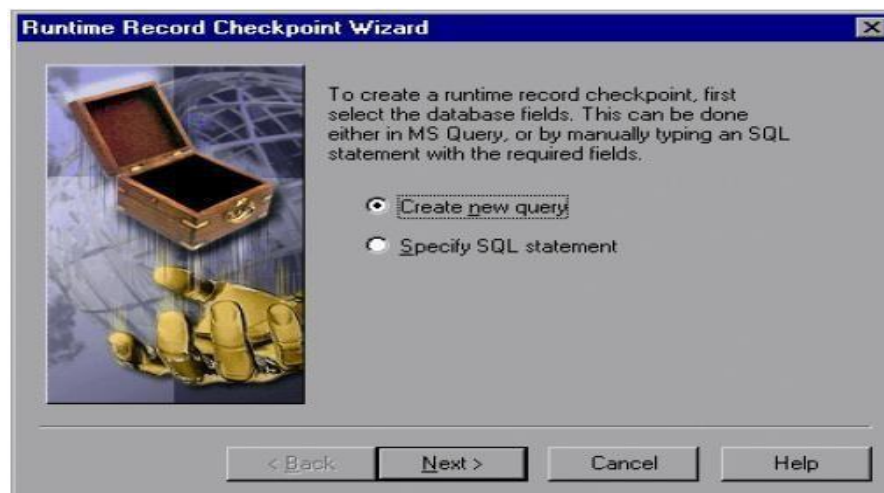 Runtime Record Checkpoint Wizard
To create a runtime record checkpoint, first
select the database fields. This can be done
either in MS Query, or by manually typing an SQL
statement with the required fields.
Create new query
Specify SQL statement
< Back
Next >
Cancel
Help